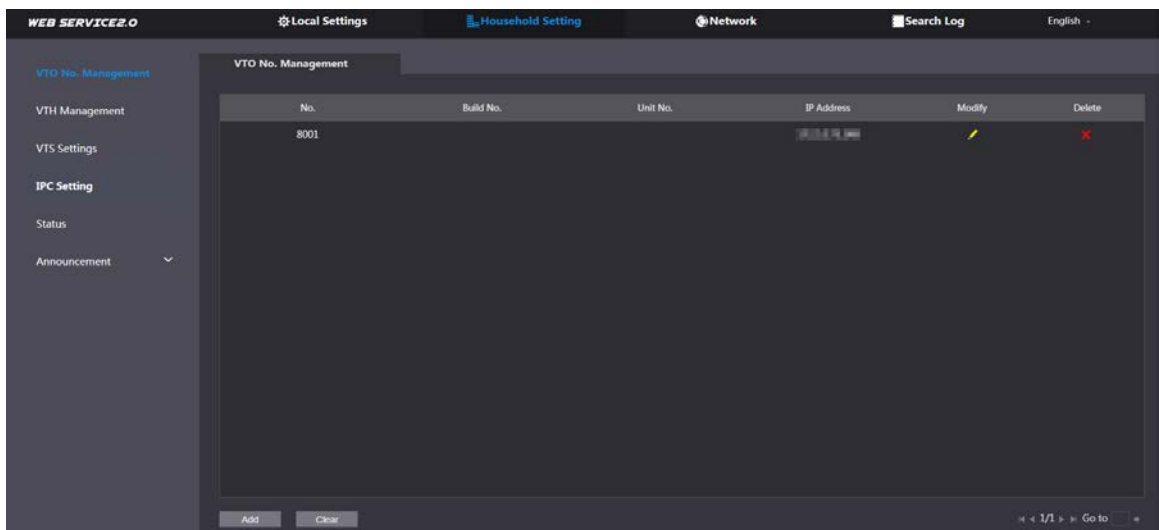 WEB SERVICE2.0 Local Settings Household Setting Network Search Log English
VTO No. Management
VTH Management
VTS Settings
IPC Setting
Status
Announcement
VTO No. Management
No. Build No. Unit No. IP Address Modify Delete
8001
Add Clear 1/1 Go to